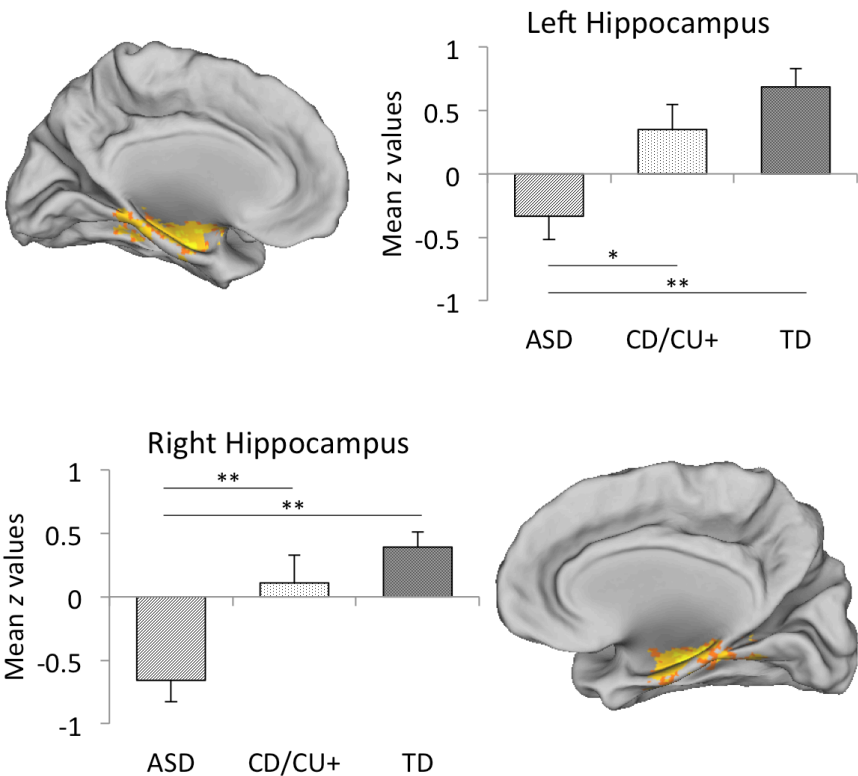 Left Hippocampus
Mean z values
1
0.5
0
-0.5
-1
*
**
ASD CD/CU+ TD
Right Hippocampus
Mean z values
1
0.5
0
-0.5
-1
**
**
ASD CD/CU+ TD